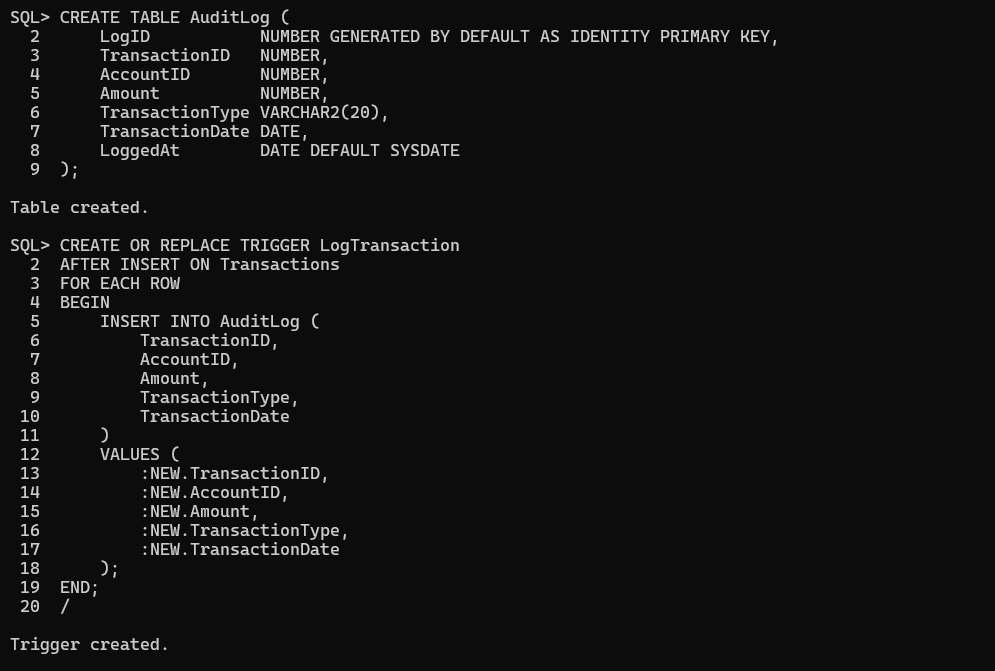 SQL> CREATE TABLE AuditLog (
  2      LogID           NUMBER GENERATED BY DEFAULT AS IDENTITY PRIMARY KEY,
  3      TransactionID   NUMBER,
  4      AccountID       NUMBER,
  5      Amount          NUMBER,
  6      TransactionType VARCHAR2(20),
  7      TransactionDate DATE,
  8      LoggedAt        DATE DEFAULT SYSDATE
  9  );
Table created.
SQL> CREATE OR REPLACE TRIGGER LogTransaction
  2  AFTER INSERT ON Transactions
  3  FOR EACH ROW
  4  BEGIN
  5      INSERT INTO AuditLog (
  6          TransactionID,
  7          AccountID,
  8          Amount,
  9          TransactionType,
 10          TransactionDate
 11      )
 12      VALUES (
 13          :NEW.TransactionID,
 14          :NEW.AccountID,
 15          :NEW.Amount,
 16          :NEW.TransactionType,
 17          :NEW.TransactionDate
 18      );
 19  END;
 20  /
Trigger created.